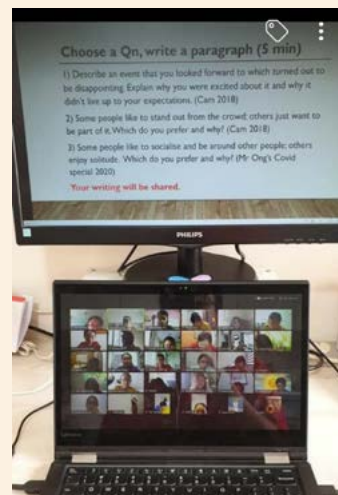 Choose a Qn, write a paragraph (5 min)
1) Describe an event that you looked forward to which turned out to
be disappointing. Explain why you were excited about it and why it
didn't live up to your expectations. (Cam 2018)
2) Some people like to stand out from the crowd; others just want to
be part of it. Which do you prefer and why? (Cam 2018)
3) Some people like to socialise and be around other people; others
enjoy solitude. Which do you prefer and why? (Mr Ong's Covid
special 2020)
Your writing will be shared.
PHILIPS